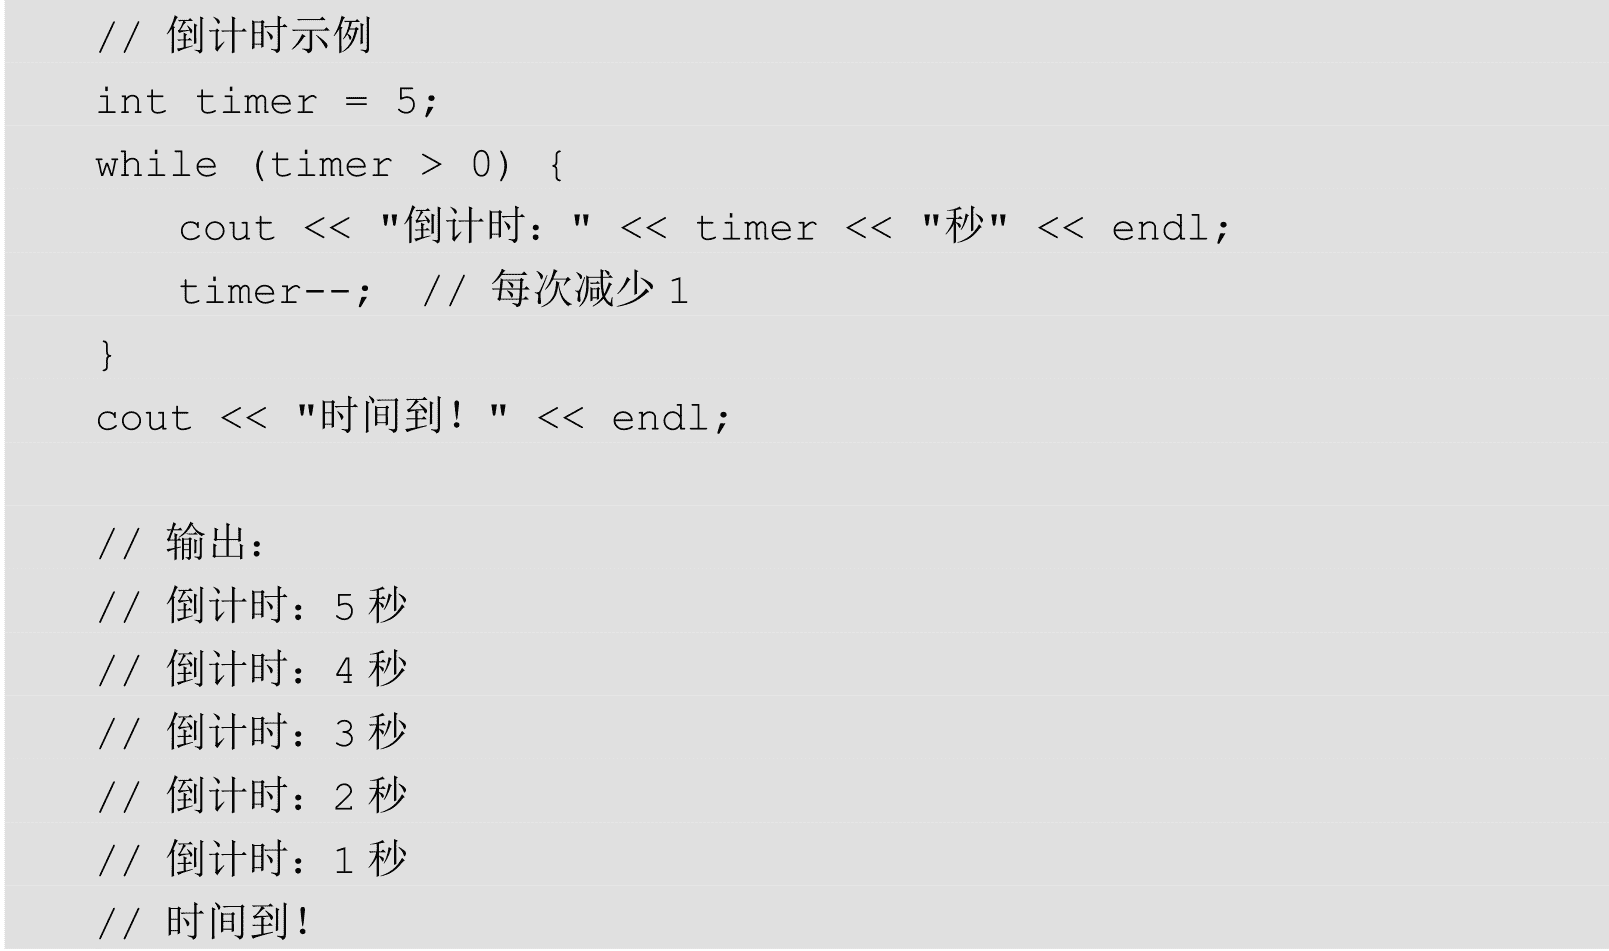 // 倒计时示例
int timer = 5;
while (timer > 0) {
cout << "倒计时：" << timer << "秒" << endl;
timer--; // 每次减少 1
}
cout << "时间到！" << endl;
// 输出：
// 倒计时：5 秒
// 倒计时：4 秒
// 倒计时：3 秒
// 倒计时：2 秒
// 倒计时：1 秒
// 时间到！